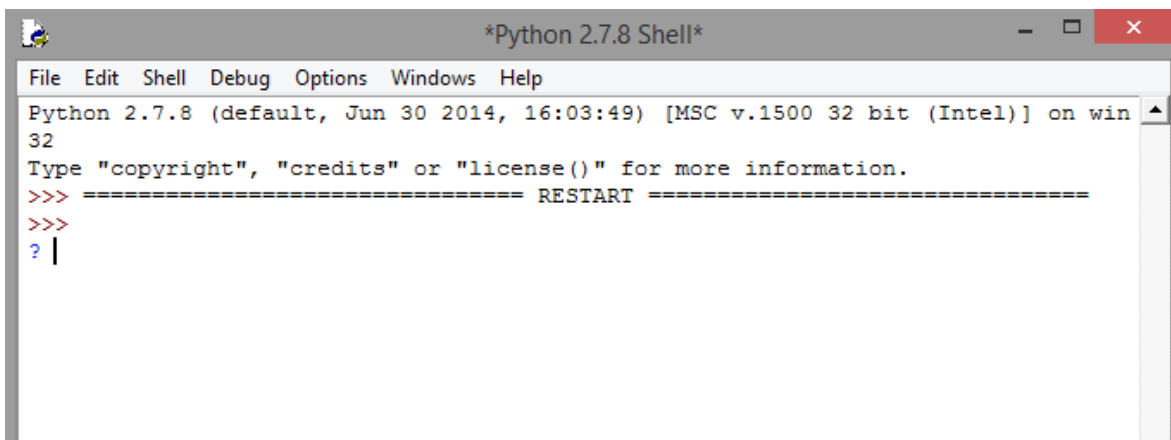 *Python 2.7.8 Shell*
File Edit Shell Debug Options Windows Help
Python 2.7.8 (default, Jun 30 2014, 16:03:49) [MSC v.1500 32 bit (Intel)] on win
32
Type "copyright", "credits" or "license()" for more information.
>>> ================================ RESTART ================================
>>>
?